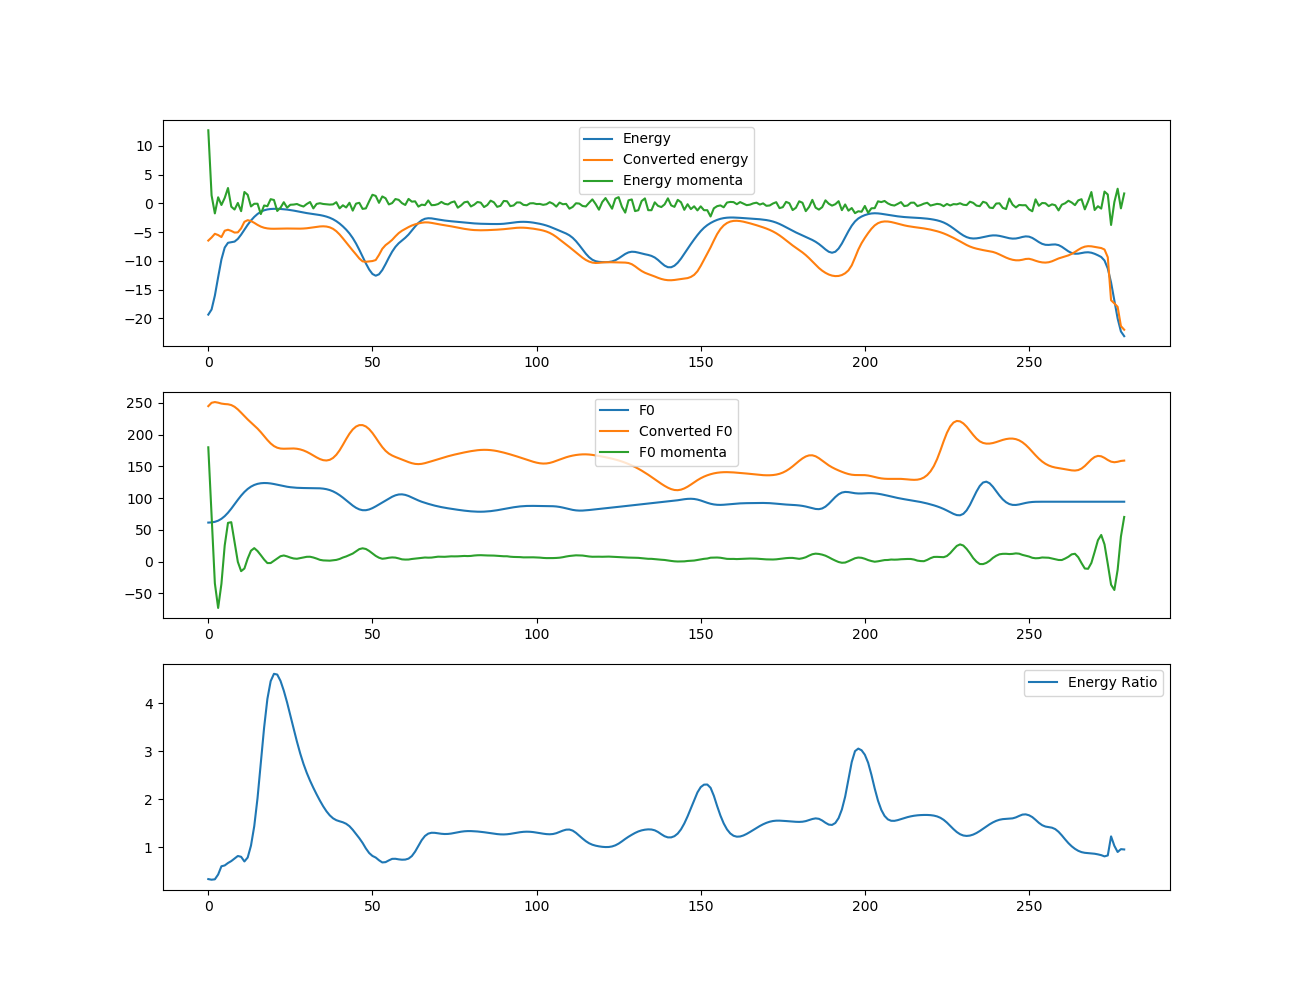 Energy
Converted energy
Energy momenta
10
5
0
−5
−10
−15
−20
0 50 100 150 200 250
F0
Converted F0
F0 momenta
250
200
150
100
50
0
−50
0 50 100 150 200 250
Energy Ratio
4
3
2
1
0 50 100 150 200 250